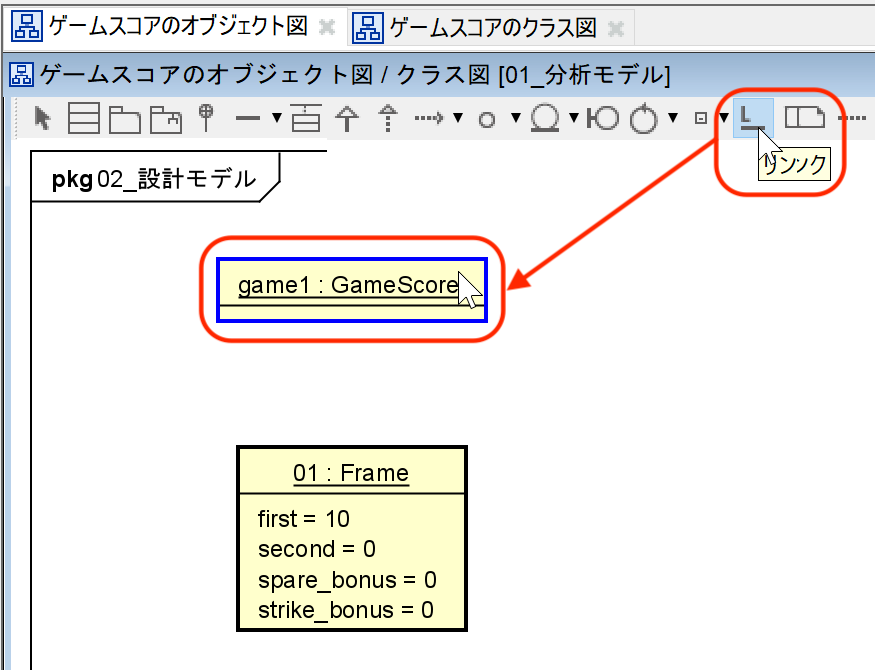 ゲームスコアのオブジェクト図 ゲームスコアのクラス図
ゲームスコアのオブジェクト図 / クラス図 [01_分析モデル]
リンク
pkg 02_設計モデル
game1 : GameScore
01 : Frame
first = 10
second = 0
spare_bonus = 0
strike_bonus = 0